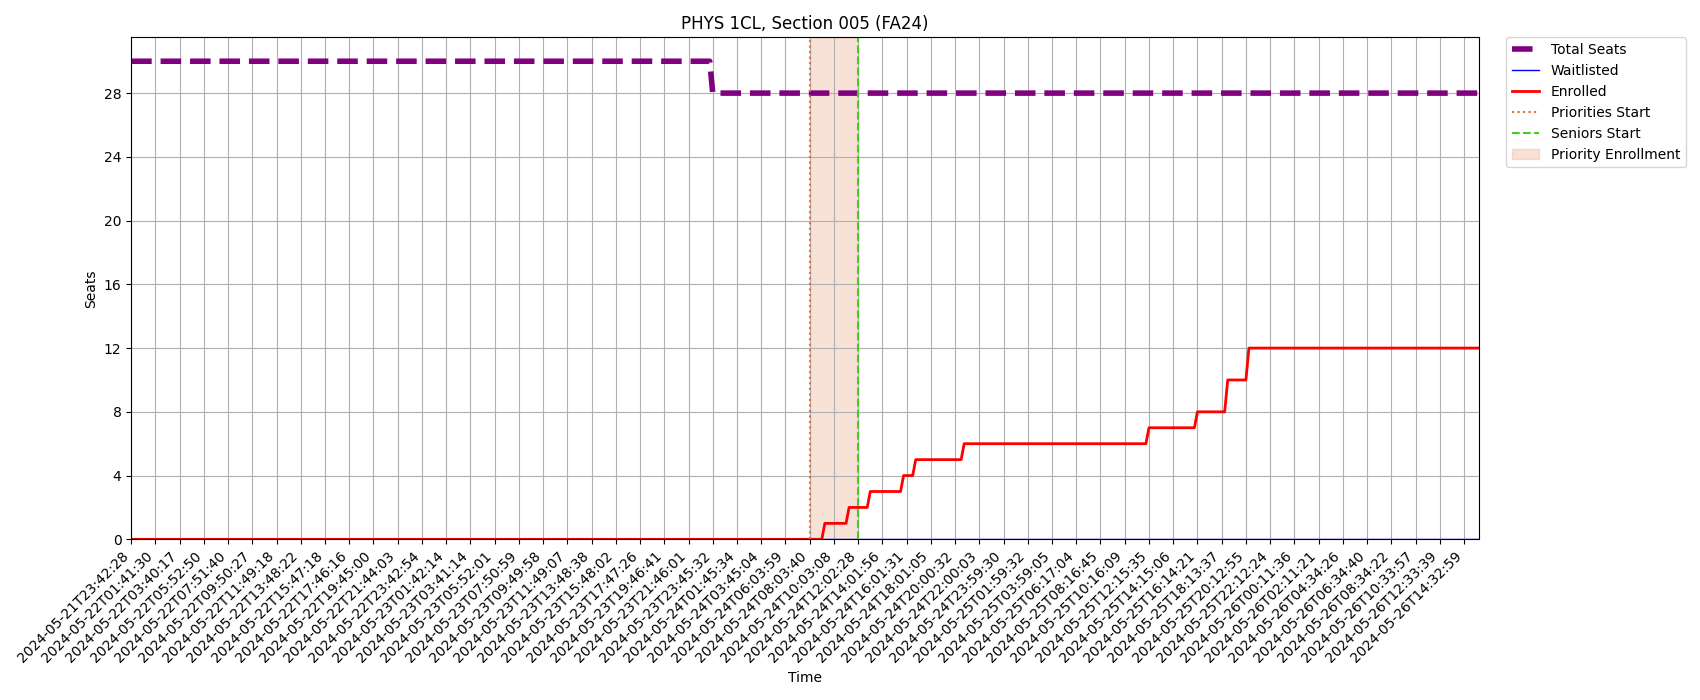 PHYS 1CL, Section 005 (FA24)
Total Seats
Waitlisted
Enrolled
Priorities Start
Seniors Start
Priority Enrollment
Seats
28
24
20
16
12
8
4
0
2024-05-21T23:42:28
2024-05-22T01:41:30
2024-05-22T03:40:17
2024-05-22T05:52:50
2024-05-22T07:51:40
2024-05-22T09:50:27
2024-05-22T11:49:18
2024-05-22T13:48:22
2024-05-22T15:47:18
2024-05-22T17:46:16
2024-05-22T19:45:00
2024-05-22T21:44:03
2024-05-22T23:42:54
2024-05-23T01:42:14
2024-05-23T03:41:14
2024-05-23T05:52:01
2024-05-23T07:50:59
2024-05-23T09:49:58
2024-05-23T11:49:07
2024-05-23T13:48:38
2024-05-23T15:48:02
2024-05-23T17:47:26
2024-05-23T19:46:41
2024-05-23T21:46:01
2024-05-23T23:45:32
2024-05-24T01:45:34
2024-05-24T03:45:04
2024-05-24T06:03:59
2024-05-24T08:03:40
2024-05-24T10:03:08
2024-05-24T12:02:28
2024-05-24T14:01:56
2024-05-24T16:01:31
2024-05-24T18:01:05
2024-05-24T20:00:32
2024-05-24T22:00:03
2024-05-24T23:59:30
2024-05-25T01:59:32
2024-05-25T03:59:05
2024-05-25T06:17:04
2024-05-25T08:16:45
2024-05-25T10:16:09
2024-05-25T12:15:35
2024-05-25T14:15:06
2024-05-25T16:14:21
2024-05-25T18:13:37
2024-05-25T20:12:55
2024-05-25T22:12:24
2024-05-26T00:11:36
2024-05-26T02:11:21
2024-05-26T04:34:26
2024-05-26T06:34:40
2024-05-26T08:34:22
2024-05-26T10:33:57
2024-05-26T12:33:39
2024-05-26T14:32:59
Time